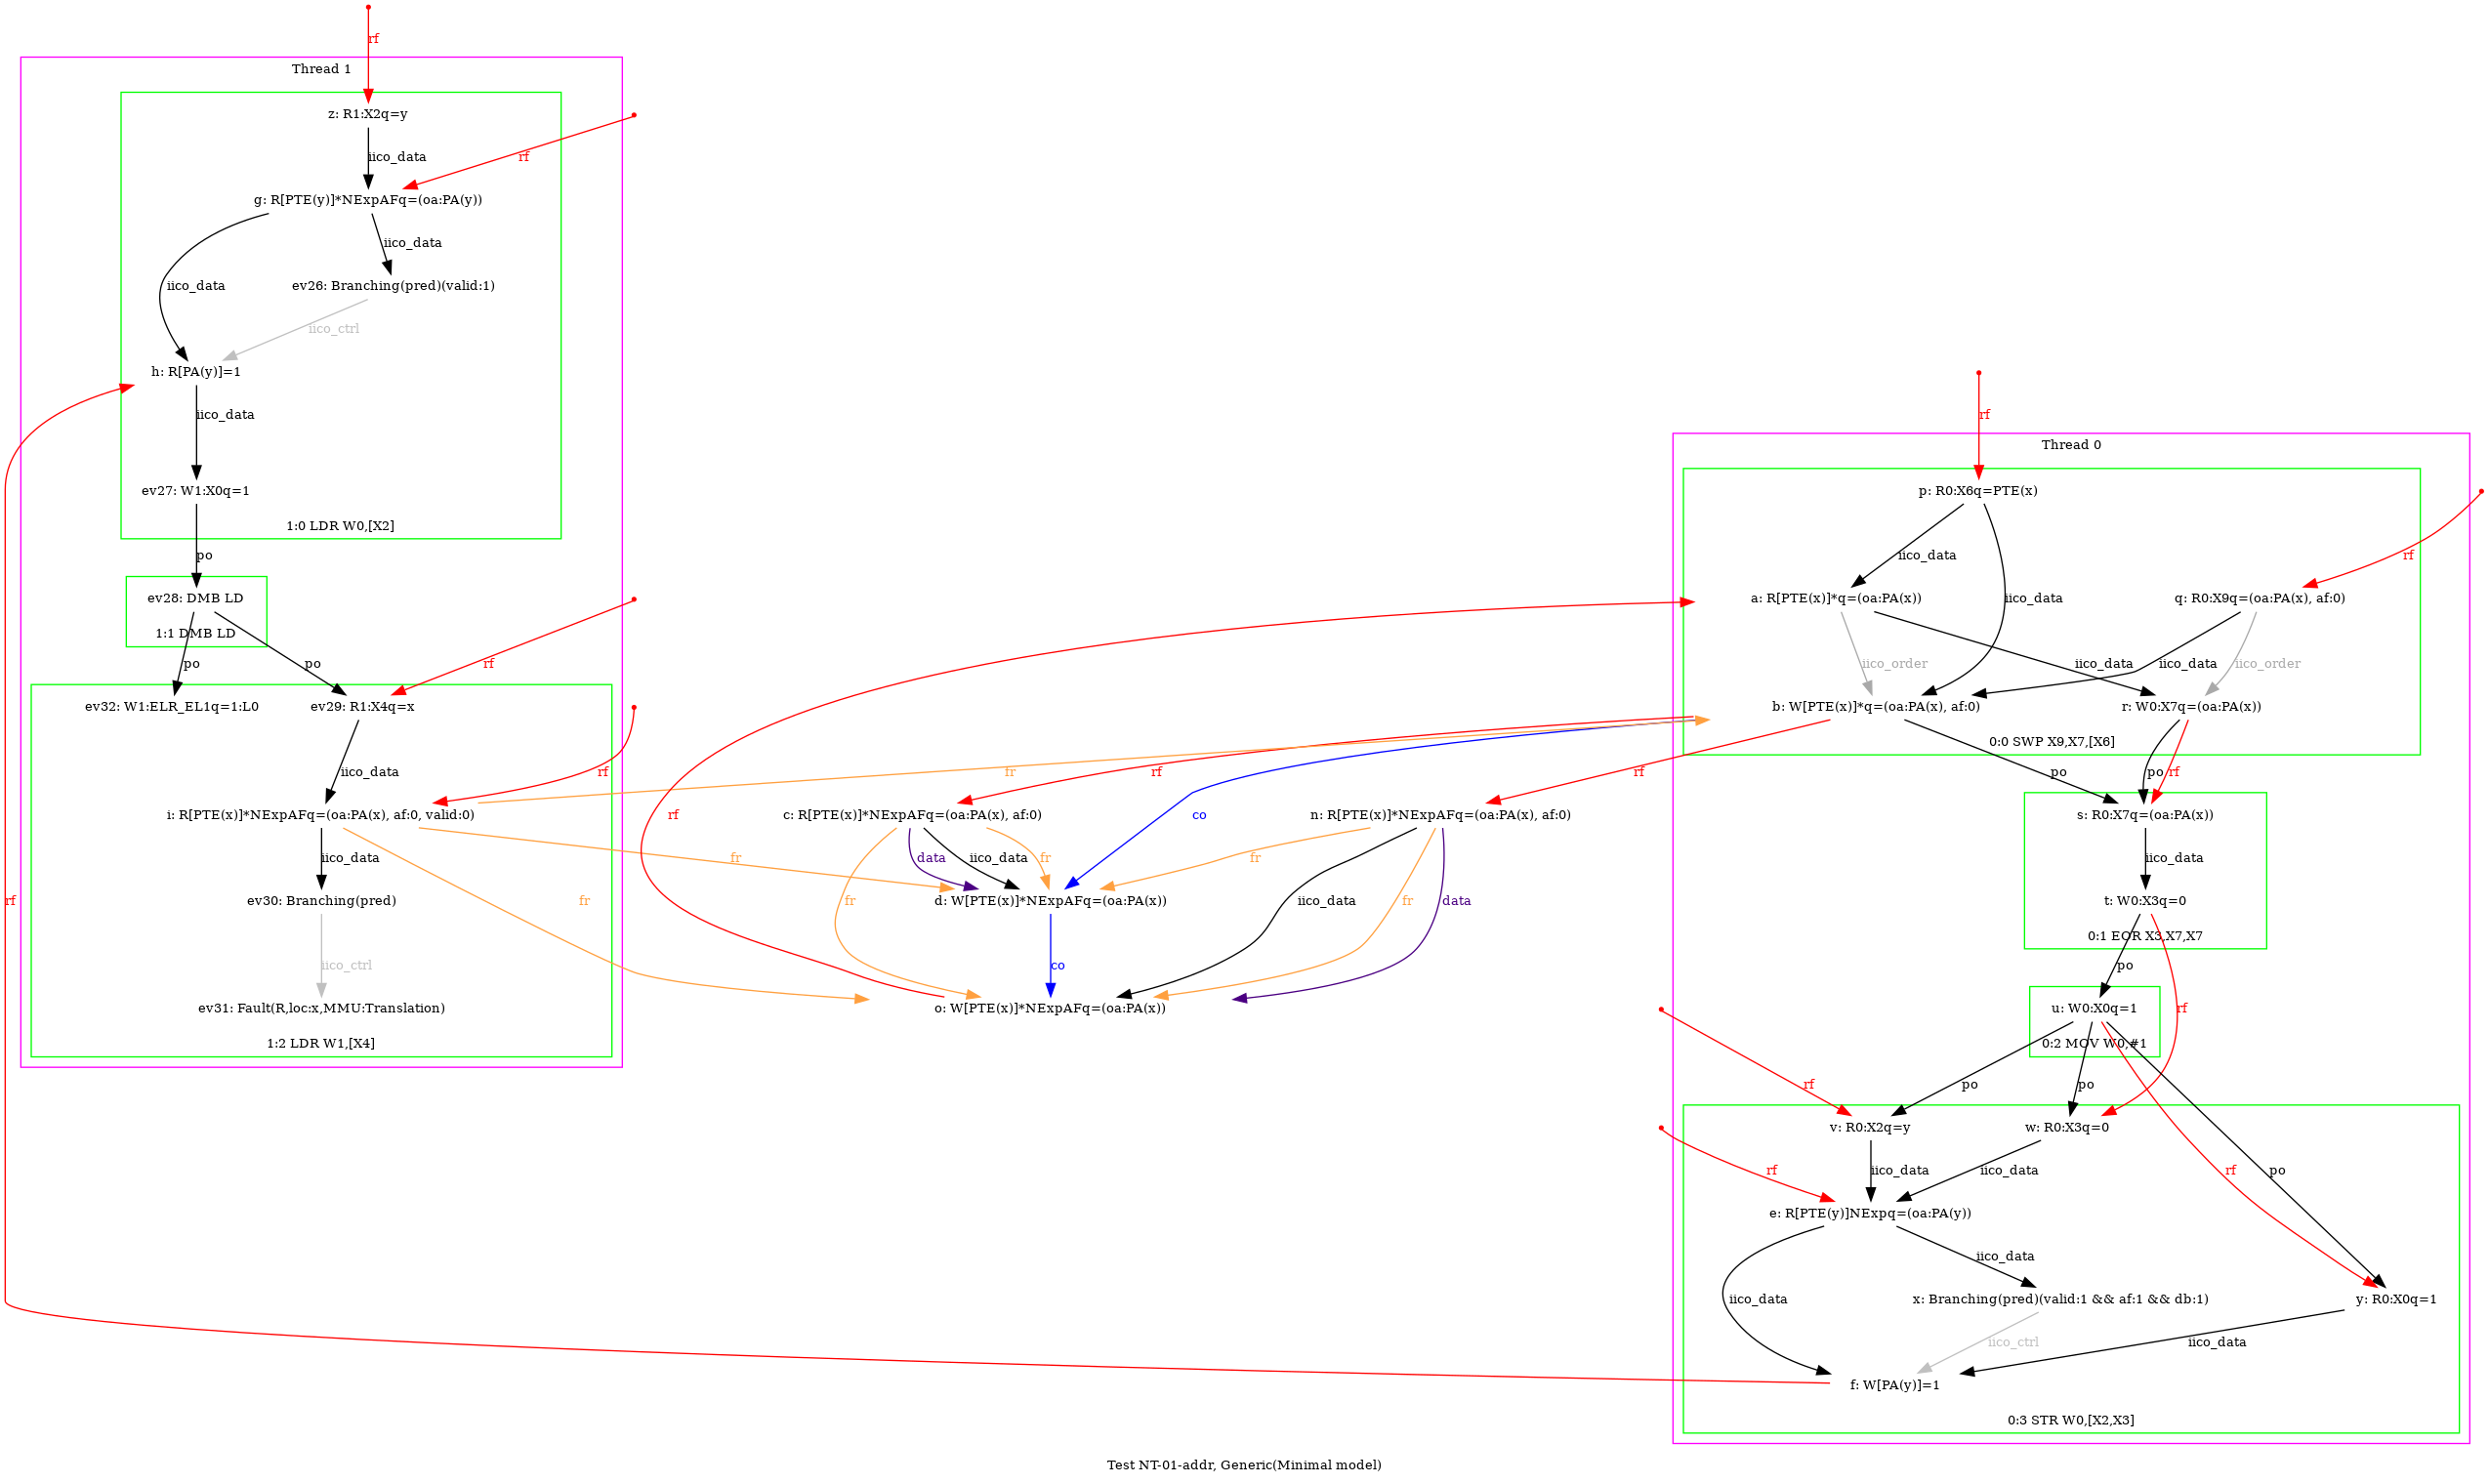 rf
Thread 1
z: R1:X2q=y
iico_data
rf
g: R[PTE(y)]*NExpAFq=(oa:PA(y))
iico_data
iico_data
ev26: Branching(pred)(valid:1)
iico_ctrl
h: R[PA(y)]=1
iico_data
ev27: W1:X0q=1
1:0 LDR W0,[X2]
po
ev28: DMB LD
1:1 DMB LD
po
po
rf
ev32: W1:ELR_EL1q=1:L0
ev29: R1:X4q=x
iico_data
rf
i: R[PTE(x)]*NExpAFq=(oa:PA(x), af:0, valid:0)
iico_data
fr
fr
fr
ev30: Branching(pred)
iico_ctrl
ev31: Fault(R,loc:x,MMU:Translation)
1:2 LDR W1,[X4]
rf
rf
Thread 0
p: R0:X6q=PTE(x)
iico_data
iico_data
rf
a: R[PTE(x)]*q=(oa:PA(x))
q: R0:X9q=(oa:PA(x), af:0)
iico_order
iico_data
iico_data
iico_order
b: W[PTE(x)]*q=(oa:PA(x), af:0)
r: W0:X7q=(oa:PA(x))
0:0 SWP X9,X7,[X6]
rf
rf
co
rf
po
po
rf
c: R[PTE(x)]*NExpAFq=(oa:PA(x), af:0)
n: R[PTE(x)]*NExpAFq=(oa:PA(x), af:0)
data
iico_data
fr
fr
fr
d: W[PTE(x)]*NExpAFq=(oa:PA(x))
iico_data
fr
data
co
o: W[PTE(x)]*NExpAFq=(oa:PA(x))
s: R0:X7q=(oa:PA(x))
iico_data
t: W0:X3q=0
0:1 EOR X3,X7,X7
po
rf
u: W0:X0q=1
0:2 MOV W0,#1
rf
po
po
rf
po
v: R0:X2q=y
w: R0:X3q=0
rf
iico_data
iico_data
e: R[PTE(y)]NExpq=(oa:PA(y))
iico_data
iico_data
x: Branching(pred)(valid:1 && af:1 && db:1)
y: R0:X0q=1
iico_ctrl
iico_data
f: W[PA(y)]=1
0:3 STR W0,[X2,X3]
Test NT-01-addr, Generic(Minimal model)